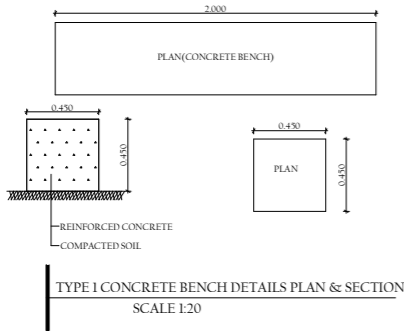 2.000
PLAN(CONCRETE BENCH)
0.450
0.450
0.450
PLAN
0.450
REINFORCED CONCRETE
COMPACTED SOIL
TYPE 1 CONCRETE BENCH DETAILS PLAN & SECTION
SCALE 1:20